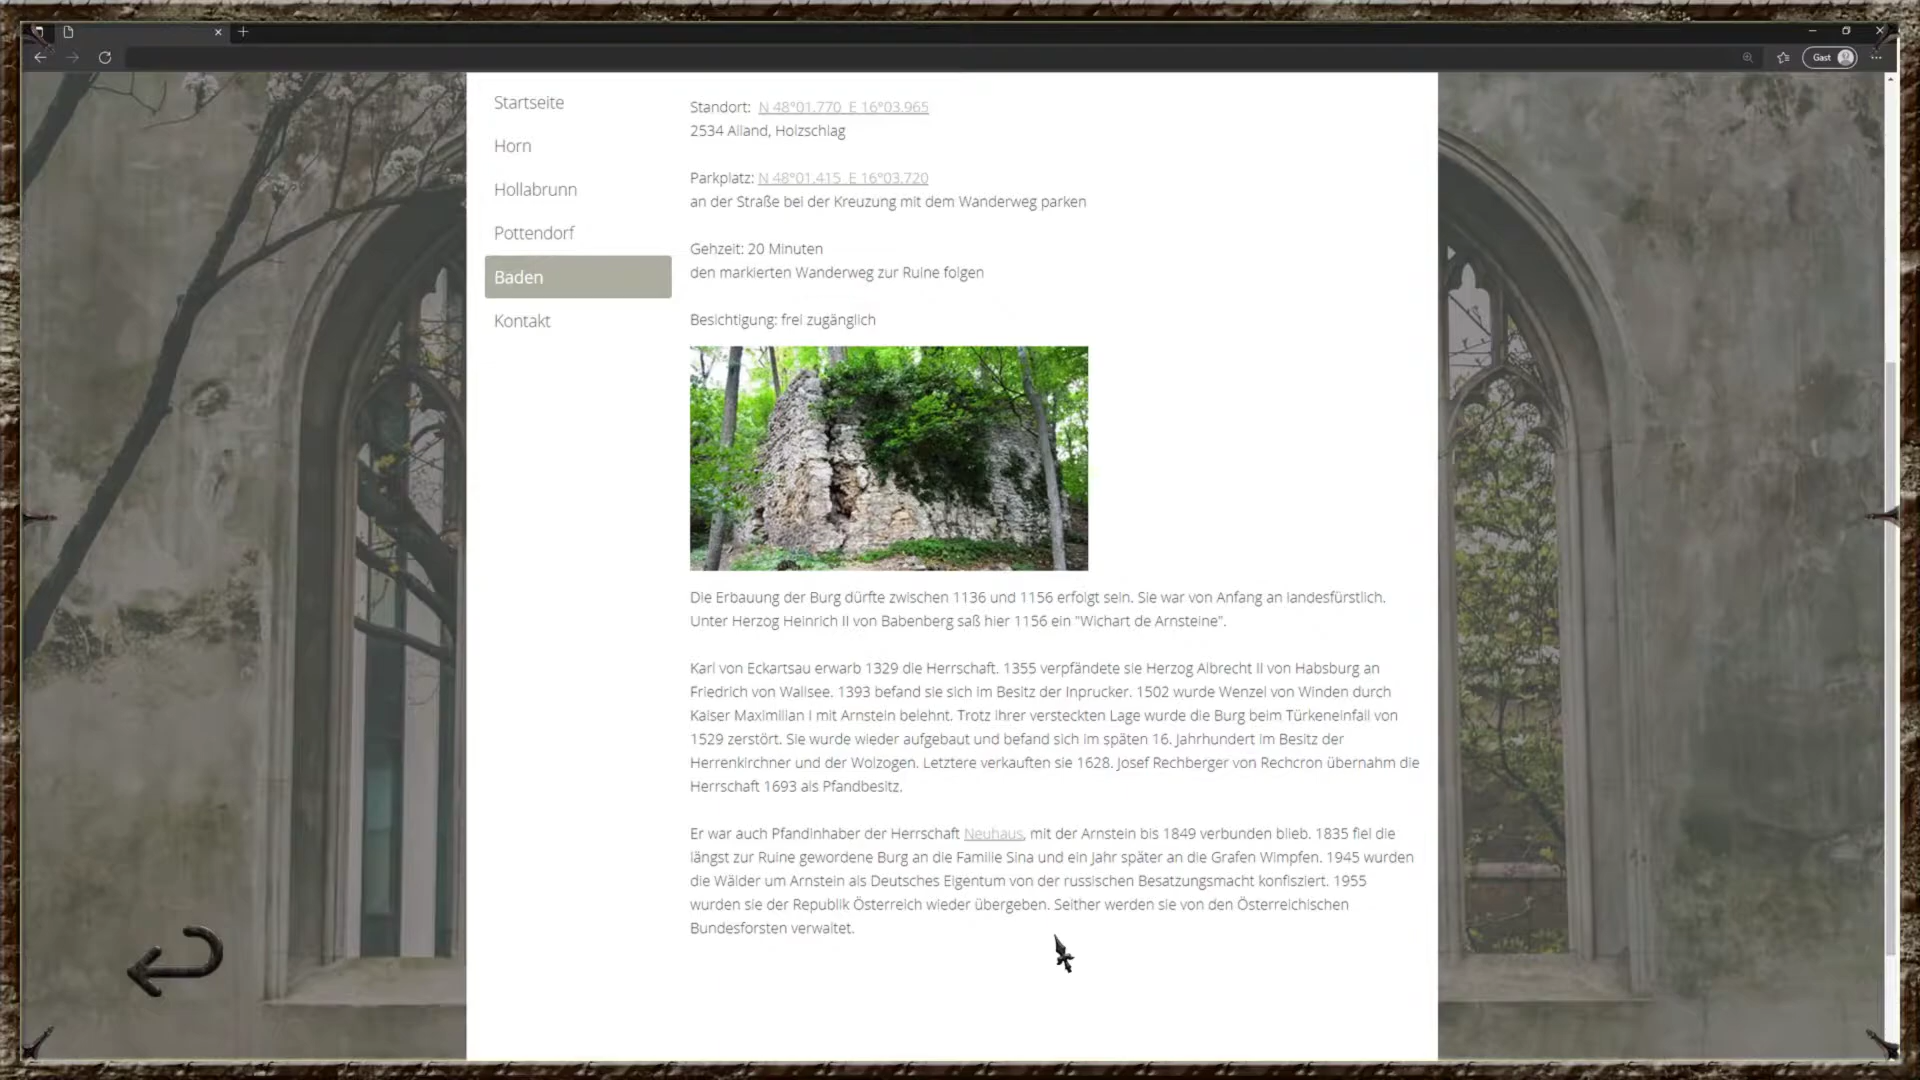 Gast
Startseite
Horn
Hollabrunn
Pottendorf
Baden
Kontakt
Standort: N 48°01.770 E 16°03.965
2534 Alland, Holzschlag
Parkplatz: N 48°01.415 E 16°03.720
an der Straße bei der Kreuzung mit dem Wanderweg parken
Gehzeit: 20 Minuten
den markierten Wanderweg zur Ruine folgen
Besichtigung: frei zugänglich
Die Erbauung der Burg dürfte zwischen 1136 und 1156 erfolgt sein. Sie war von Anfang an landesfürstlich.
Unter Herzog Heinrich II von Babenberg saß hier 1156 ein "Wichart de Arnsteine".
Karl von Eckartsau erwarb 1329 die Herrschaft. 1355 verpfändete sie Herzog Albrecht II von Habsburg an
Friedrich von Wallsee. 1393 befand sie sich im Besitz der Inprucker. 1502 wurde Wenzel von Winden durch
Kaiser Maximilian I mit Arnstein belehnt. Trotz ihrer versteckten Lage wurde die Burg beim Türkeneinfall von
1529 zerstört. Sie wurde wieder aufgebaut und befand sich im späten 16. Jahrhundert im Besitz der
Herrenkirchner und der Wolzogen. Letztere verkauften sie 1628. Josef Rechberger von Rechcron übernahm die
Herrschaft 1693 als Pfandbesitz.
Er war auch Pfandinhaber der Herrschaft Neuhaus, mit der Arnstein bis 1849 verbunden blieb. 1835 fiel die
längst zur Ruine gewordene Burg an die Familie Sina und ein Jahr später an die Grafen Wimpfen. 1945 wurden
die Wälder um Arnstein als Deutsches Eigentum von der russischen Besatzungsmacht konfisziert. 1955
wurden sie der Republik Österreich wieder übergeben. Seither werden sie von den Österreichischen
Bundesforsten verwaltet.